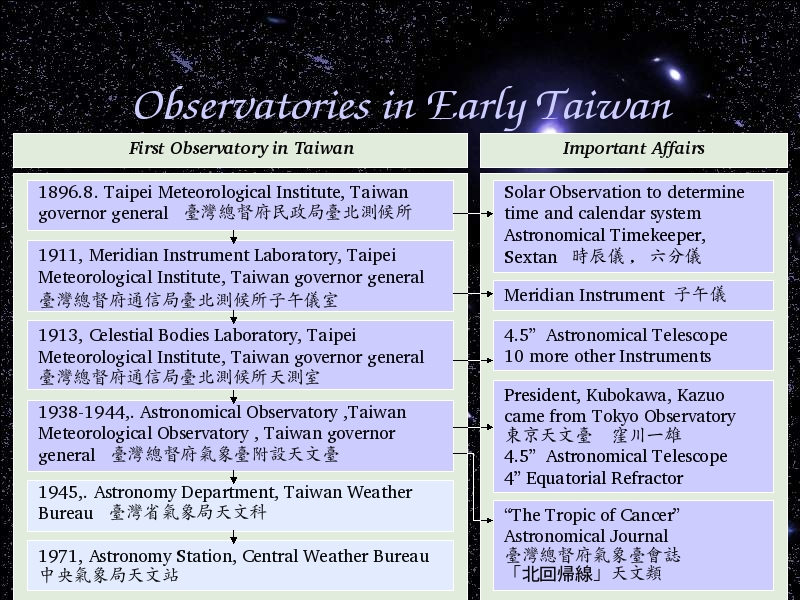 Observatories in Early Taiwan
First Observatory in Taiwan
1896.8. Taipei Meteorological Institute, Taiwan
governor general 臺灣總督府民政局臺北測候所
1911, Meridian Instrument Laboratory, Taipei
Meteorological Institute, Taiwan governor general
臺灣總督府通信局臺北測候所子午儀室
1913, Celestial Bodies Laboratory, Taipei
Meteorological Institute, Taiwan governor general
臺灣總督府通信局臺北測候所天測室
1938-1944,. Astronomical Observatory ,Taiwan
Meteorological Observatory , Taiwan governor
general 臺灣總督府氣象臺附設天文臺
1945,. Astronomy Department, Taiwan Weather
Bureau 臺灣省氣象局天文科
1971, Astronomy Station, Central Weather Bureau
中央氣象局天文站
Important Affairs
Solar Observation to determine
time and calendar system
Astronomical Timekeeper,
Sextan 時辰儀 , 六分儀
Meridian Instrument 子午儀
4.5” Astronomical Telescope
10 more other Instruments
President, Kubokawa, Kazuo
came from Tokyo Observatory
東京天文臺 窪川一雄
4.5” Astronomical Telescope
4” Equatorial Refractor
“The Tropic of Cancer”
Astronomical Journal
臺灣總督府氣象臺會誌
「北回帰線」天文類